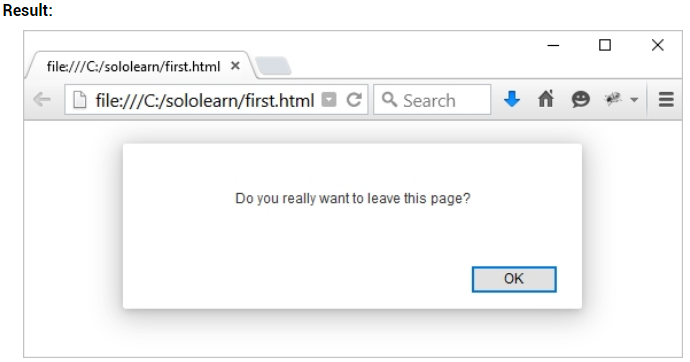 Result:
file:///C:/sololearn/first.html
file:///C:/sololearn/first.html Search
Do you really want to leave this page?
OK